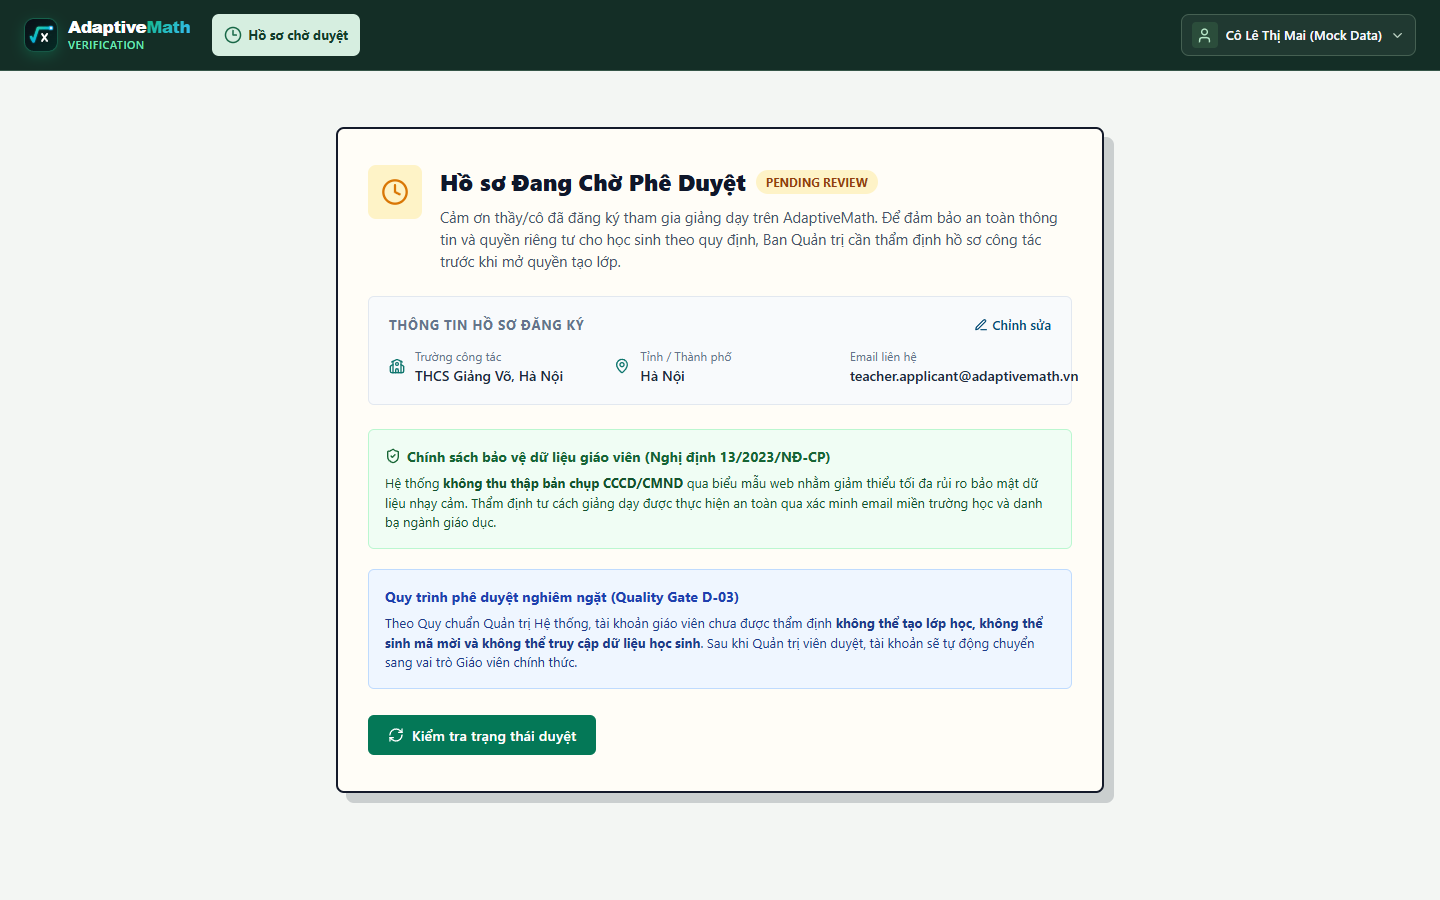 AdaptiveMath
VERIFICATION
Hồ sơ chờ duyệt
Cô Lê Thị Mai (Mock Data)
Hồ sơ Đang Chờ Phê Duyệt
PENDING REVIEW
Cảm ơn thầy/cô đã đăng ký tham gia giảng dạy trên AdaptiveMath. Để đảm bảo an toàn thông
tin và quyền riêng tư cho học sinh theo quy định, Ban Quản trị cần thẩm định hồ sơ công tác
trước khi mở quyền tạo lớp.
THÔNG TIN HỒ SƠ ĐĂNG KÝ
Chỉnh sửa
Trường công tác
THCS Giảng Võ, Hà Nội
Tỉnh / Thành phố
Hà Nội
Email liên hệ
teacher.applicant@adaptivemath.vn
Chính sách bảo vệ dữ liệu giáo viên (Nghị định 13/2023/NĐ-CP)
Hệ thống không thu thập bản chụp CCCD/CMND qua biểu mẫu web nhằm giảm thiểu tối đa rủi ro bảo mật dữ
liệu nhạy cảm. Thẩm định tư cách giảng dạy được thực hiện an toàn qua xác minh email miền trường học và danh
bạ ngành giáo dục.
Quy trình phê duyệt nghiêm ngặt (Quality Gate D-03)
Theo Quy chuẩn Quản trị Hệ thống, tài khoản giáo viên chưa được thẩm định không thể tạo lớp học, không thể
sinh mã mời và không thể truy cập dữ liệu học sinh. Sau khi Quản trị viên duyệt, tài khoản sẽ tự động chuyển
sang vai trò Giáo viên chính thức.
Kiểm tra trạng thái duyệt